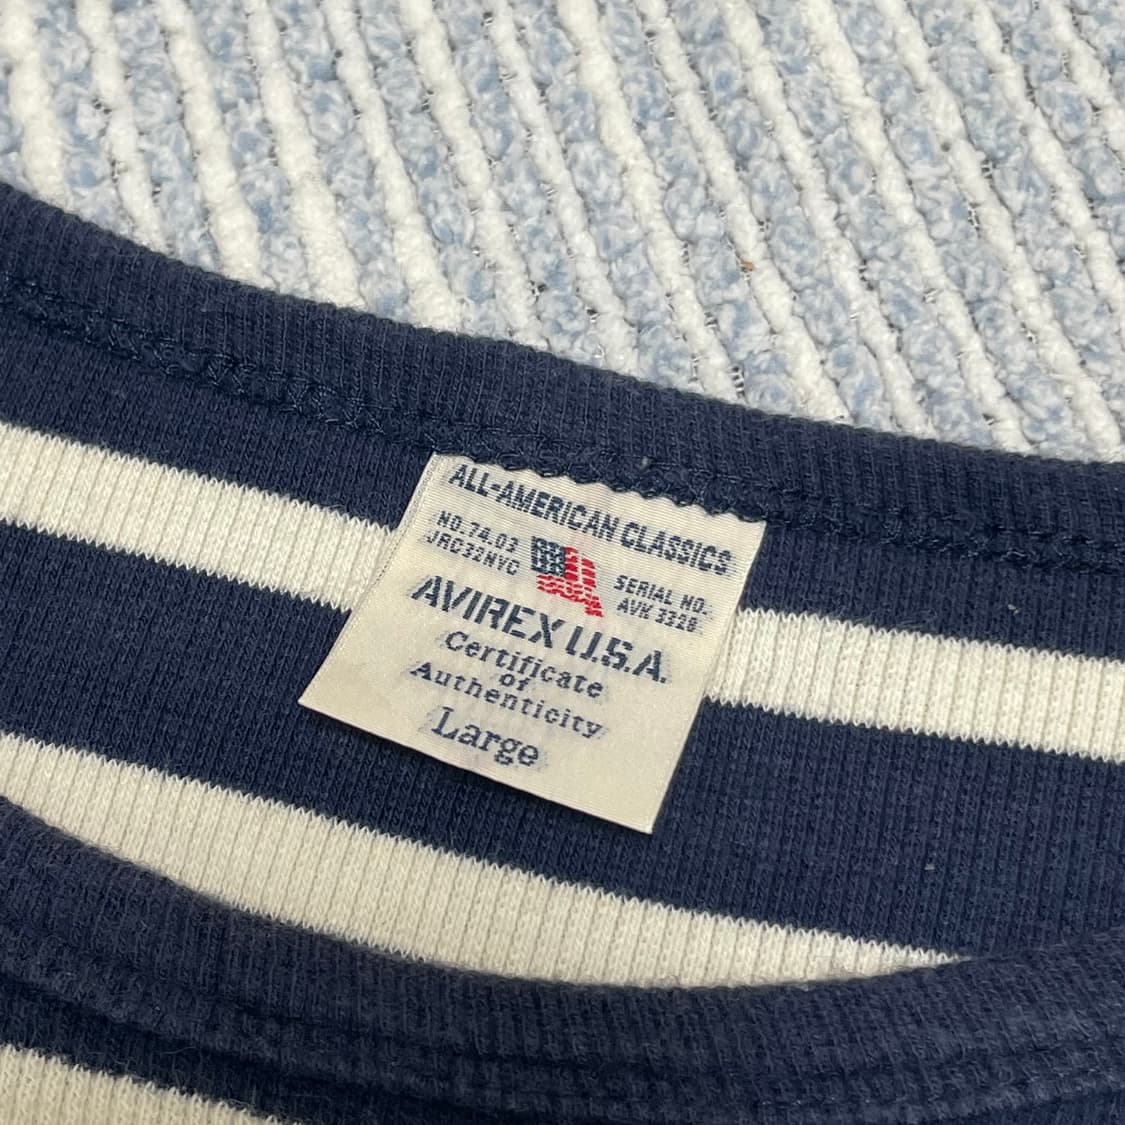 ALL-AMERICAN CLASSICS
NO.74.03
JRC32NYC
SERIAL NO.
AVK 3328
AVIREX U.S.A.
Certificate
of
Authenticity
Large